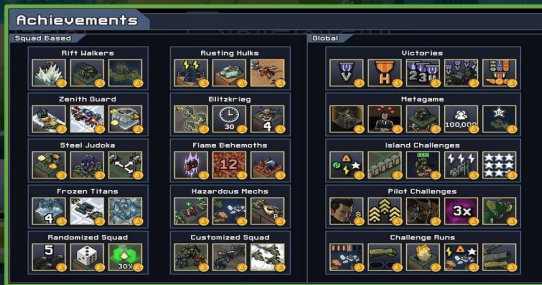 Achievements
Squad Based
Rift Walkers
Rusting Hulks
Zenith Guard
Blitzkrieg
30
4
Steel Judoka
Flame Behemoths
12
Frozen Titans
4
Hazardous Mechs
Randomized Squad
5
30%
Customized Squad
Global
Victories
V
H
Metagame
100,000
Island Challenges
Pilot Challenges
3x
Challenge Runs